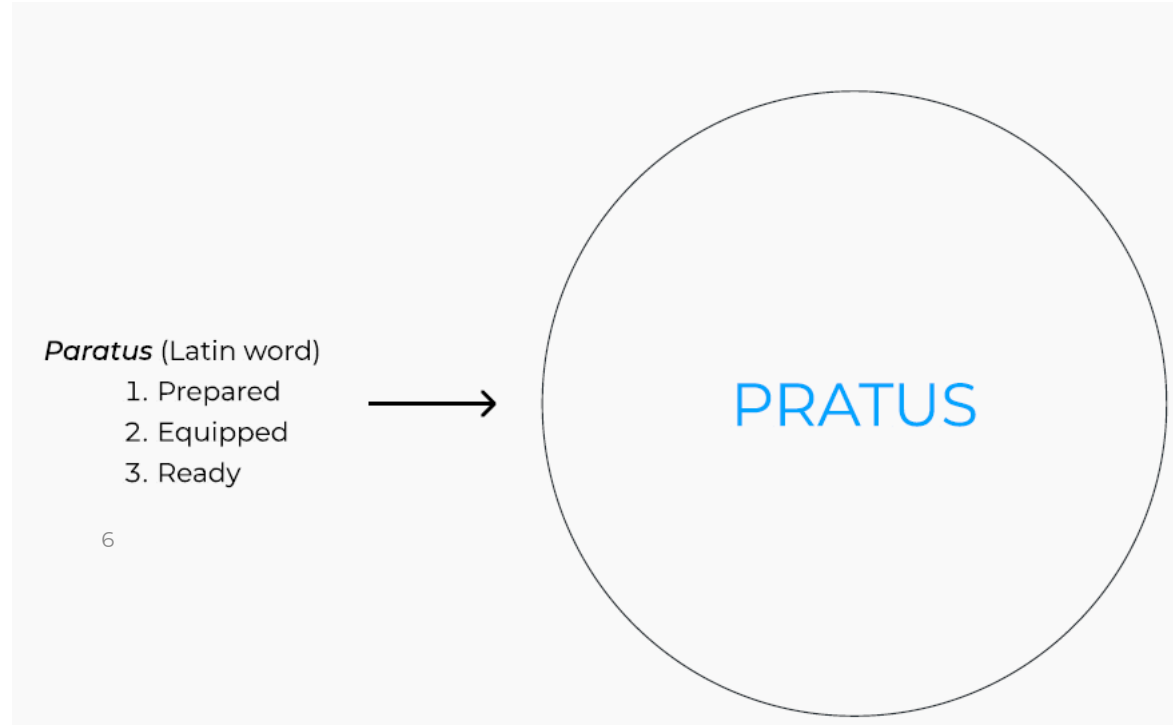 Paratus (Latin word)
1. Prepared
2. Equipped
3. Ready
6
PRATUS